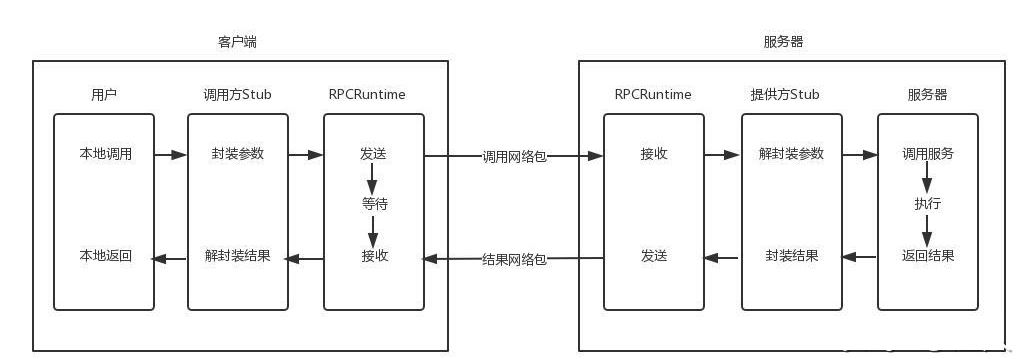 客户端
服务器
用户
调用方Stub
RPCRuntime
RPCRuntime
提供方Stub
服务器
本地调用
封装参数
发送
调用网络包
接收
解封装参数
调用服务
等待
执行
本地返回
解封装结果
接收
结果网络包
发送
封装结果
返回结果